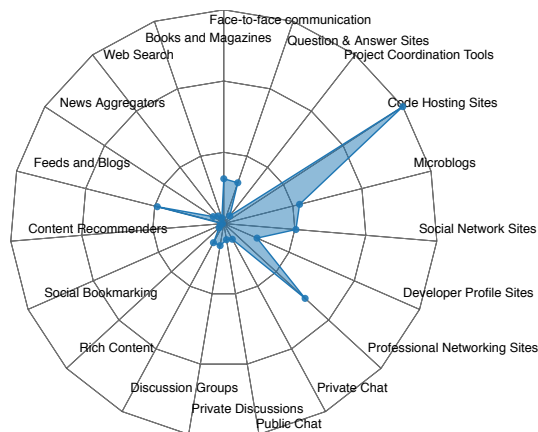 Face-to-face communication
Books and Magazines
Question & Answer Sites
Web Search
Project Coordination Tools
News Aggregators
Code Hosting Sites
Feeds and Blogs
Microblogs
Content Recommenders
Social Network Sites
Social Bookmarking
Developer Profile Sites
Rich Content
Professional Networking Sites
Discussion Groups
Private Chat
Private Discussions
Public Chat